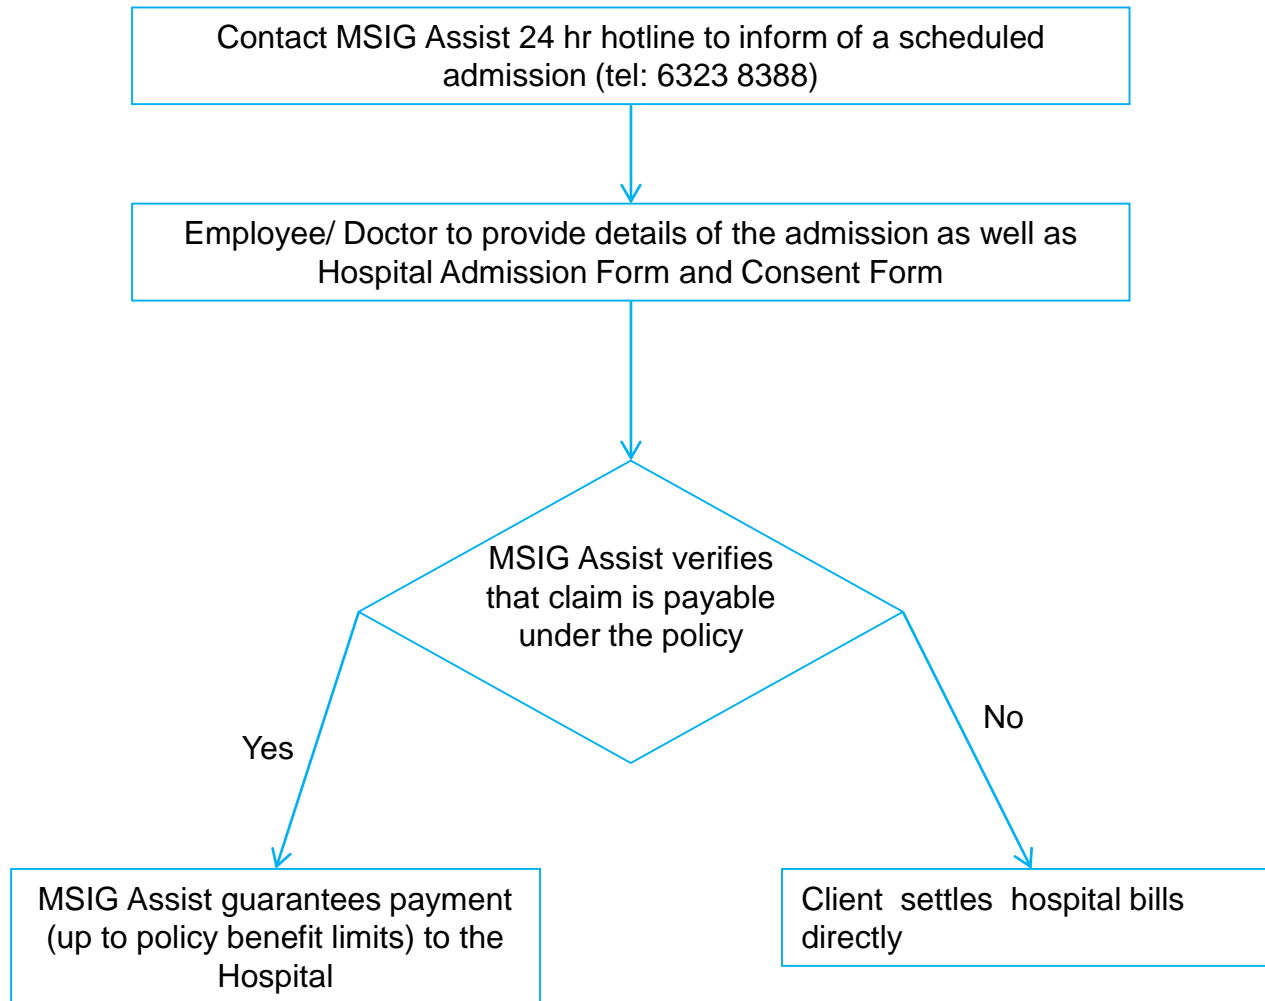 Contact MSIG Assist 24 hr hotline to inform of a scheduled
admission (tel: 6323 8388)
Employee/ Doctor to provide details of the admission as well as
Hospital Admission Form and Consent Form
MSIG Assist verifies
that claim is payable
under the policy
Yes
No
MSIG Assist guarantees payment
(up to policy benefit limits) to the
Hospital
Client settles hospital bills
directly